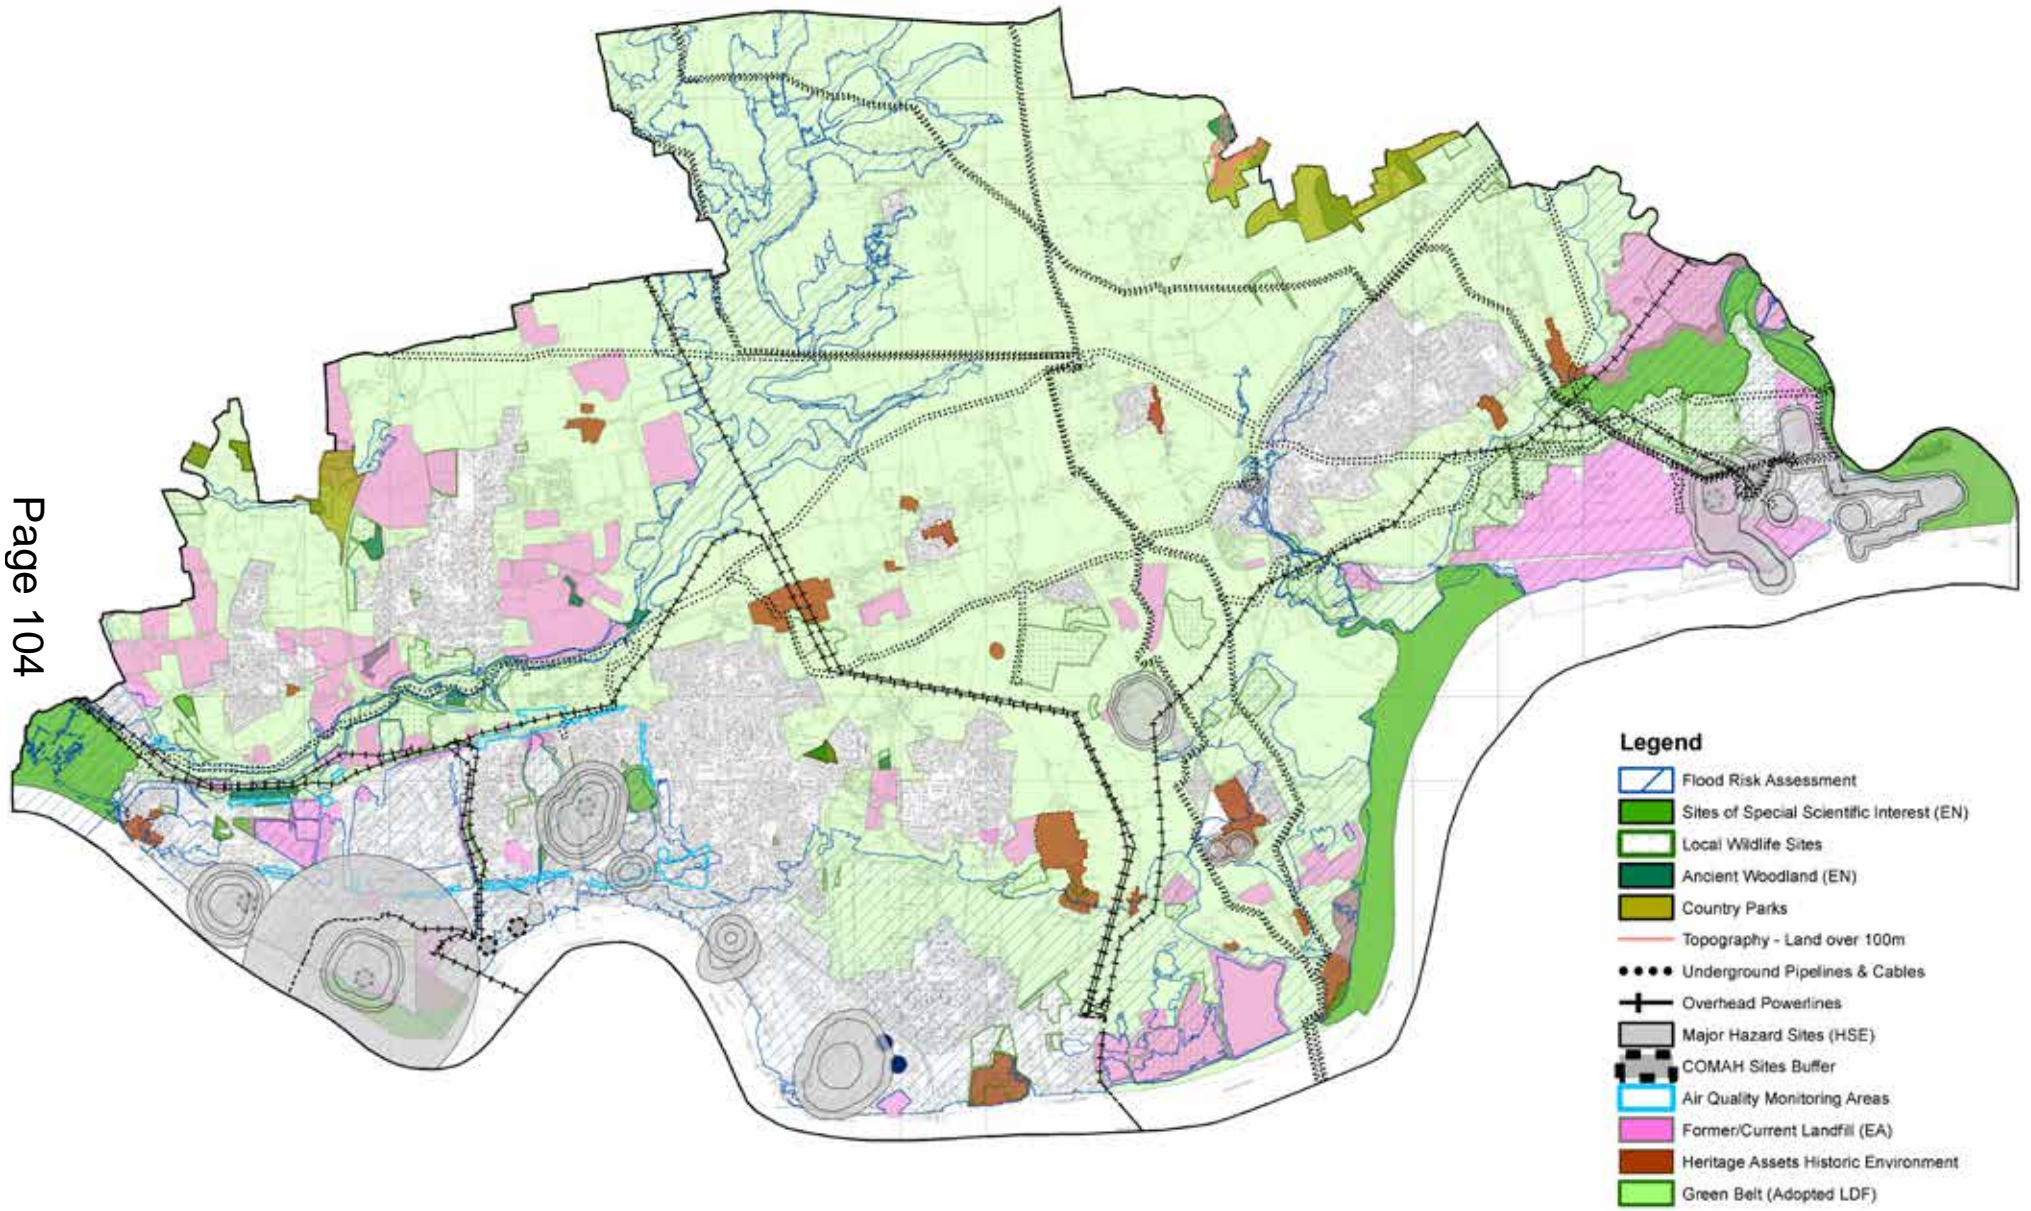 Page 104
Legend
Flood Risk Assessment
Sites of Special Scientific Interest (EN)
Local Wildlife Sites
Ancient Woodland (EN)
Country Parks
Topography - Land over 100m
Underground Pipelines & Cables
Overhead Powerlines
Major Hazard Sites (HSE)
COMAH Sites Buffer
Air Quality Monitoring Areas
Former/Current Landfill (EA)
Heritage Assets Historic Environment
Green Belt (Adopted LDF)